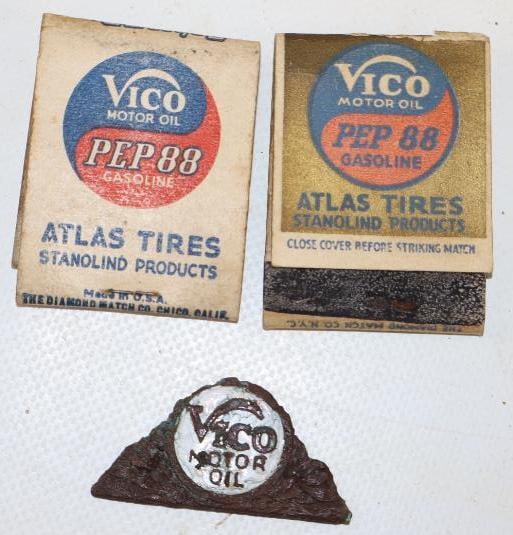 VICO
MOTOR OIL
PEP 88
GASOLINE
ATLAS TIRES
STANOLIND PRODUCTS
Made in U.S.A.
THE DIAMOND MATCH CO. CHICO, CALIF.
VICO
MOTOR OIL
PEP 88
GASOLINE
ATLAS TIRES
STANOLIND PRODUCTS
CLOSE COVER BEFORE STRIKING MATCH
THE DIAMOND MATCH CO. N.Y.C.
VICO
MOTOR
OIL